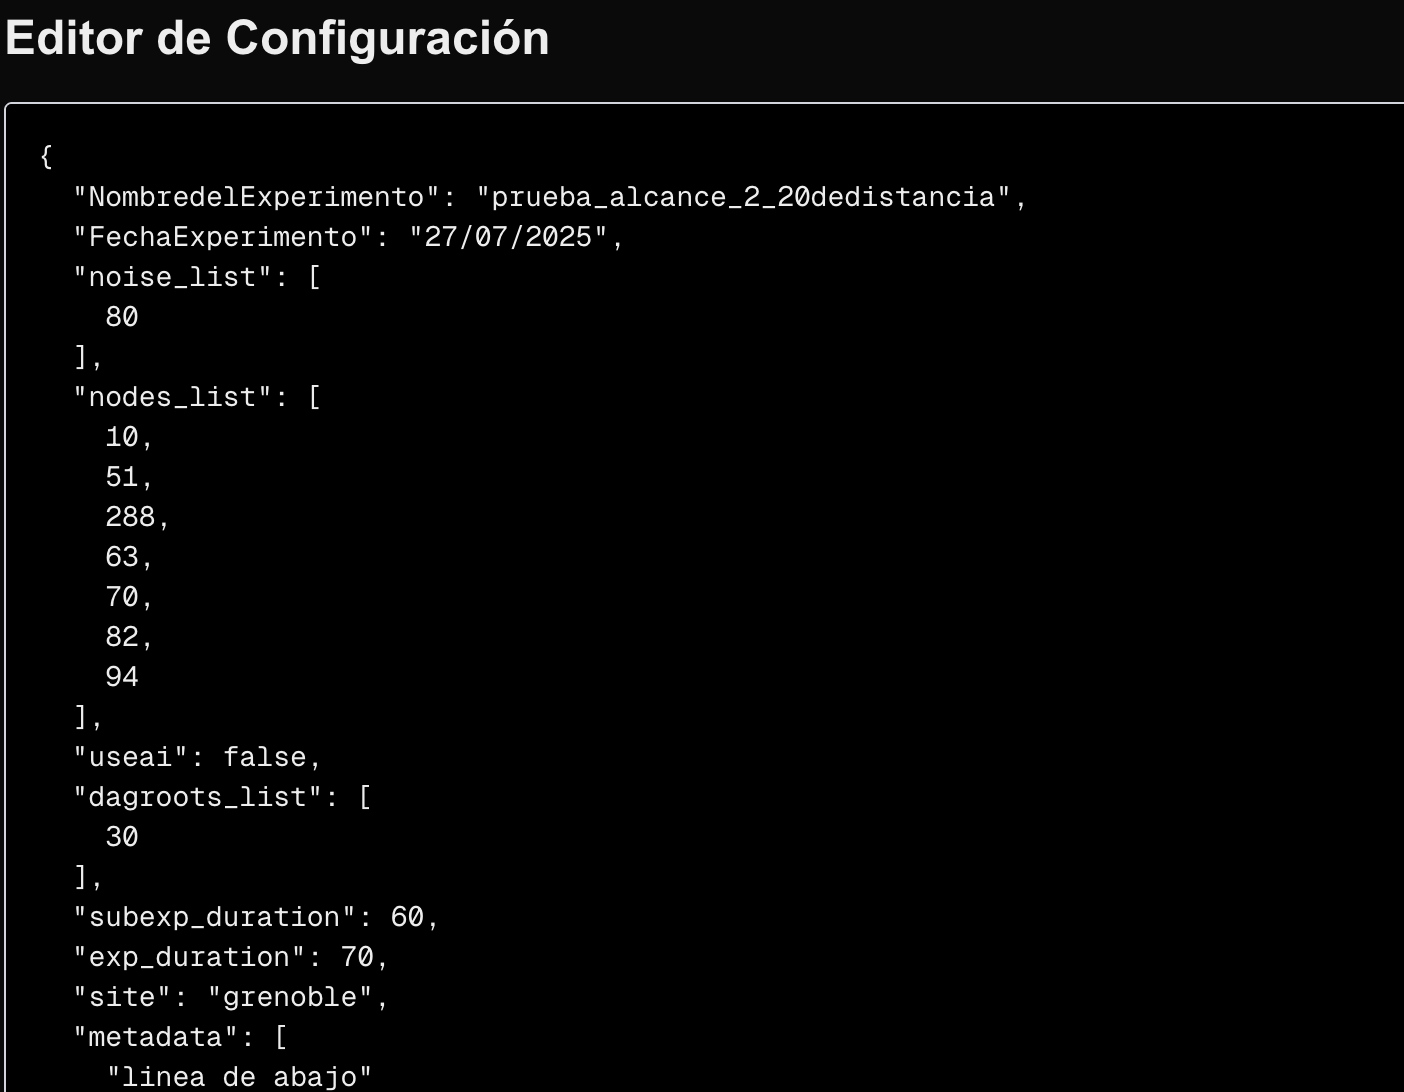 Editor de Configuración
{
"NombredelExperimento": "prueba_alcance_2_20dedistancia",
"FechaExperimento": "27/07/2025",
"noise_list": [
80
],
"nodes_list": [
10,
51,
288,
63,
70,
82,
94
],
"useai": false,
"dagroots_list": [
30
],
"subexp_duration": 60,
"exp_duration": 70,
"site": "grenoble",
"metadata": [
"linea de abajo"